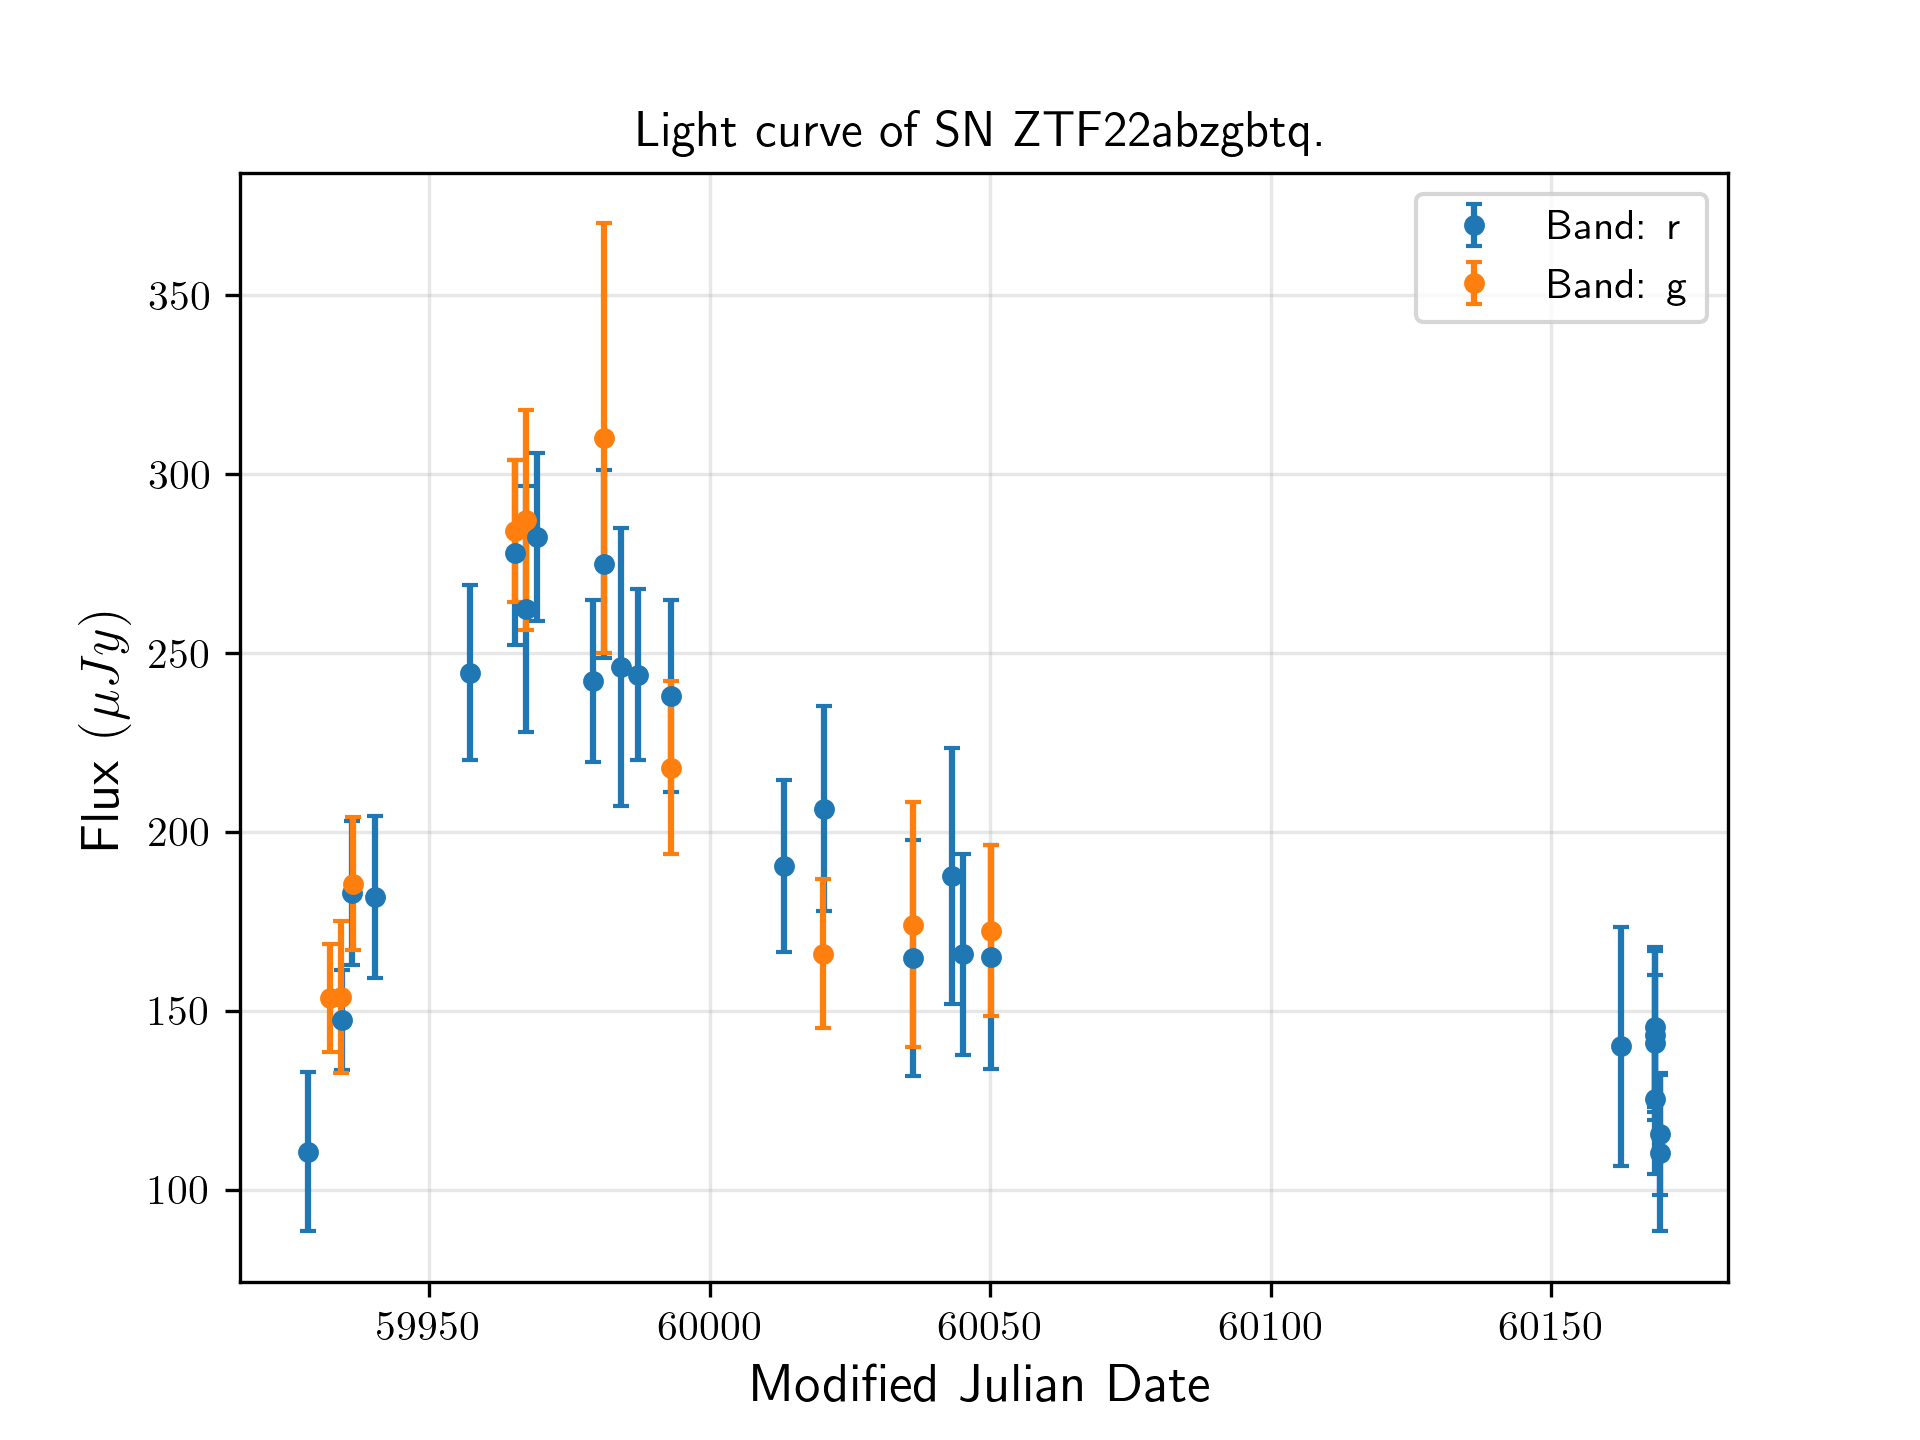 Light curve of SN ZTF22abzgbtq.
Band: r
Band: g
350
300
250
200
150
100
Flux (μJy)
59950 60000 60050 60100 60150
Modified Julian Date